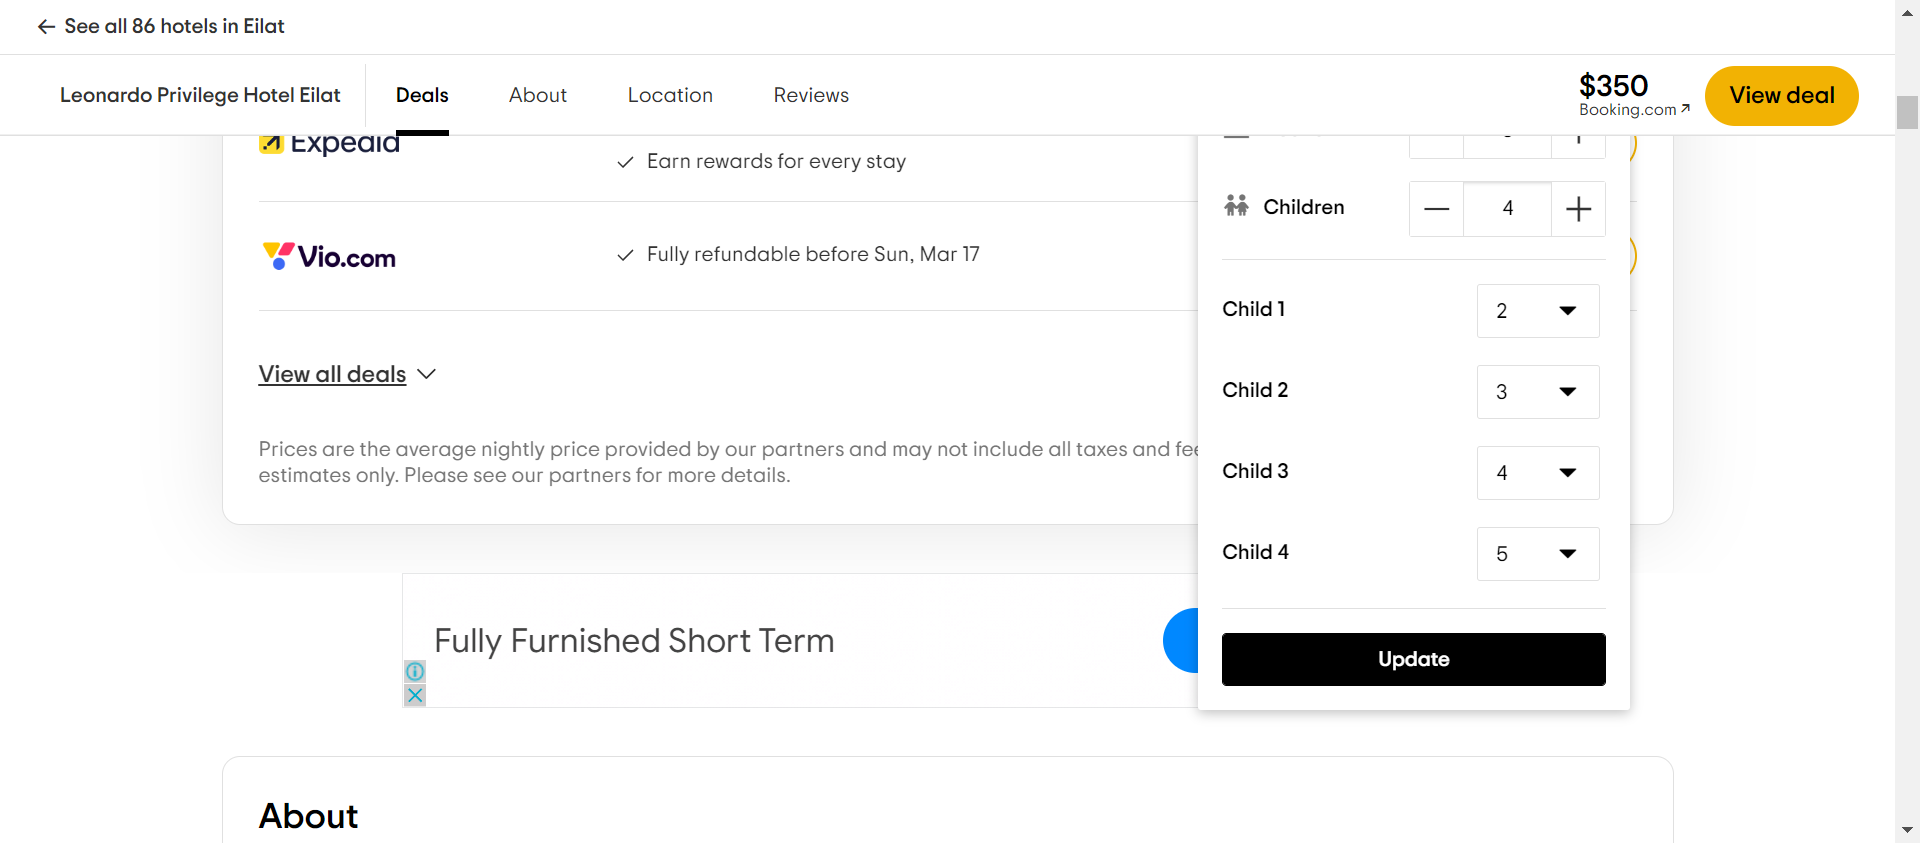 See all 86 hotels in Eilat
Leonardo Privilege Hotel Eilat
Deals
About
Location
Reviews
$350
Booking.com
View deal
Expedia
Earn rewards for every stay
Vio.com
Fully refundable before Sun, Mar 17
View all deals
Prices are the average nightly price provided by our partners and may not include all taxes and fe
estimates only. Please see our partners for more details.
Children
4
Child 1
2
Child 2
3
Child 3
4
Child 4
5
Update
Fully Furnished Short Term
About